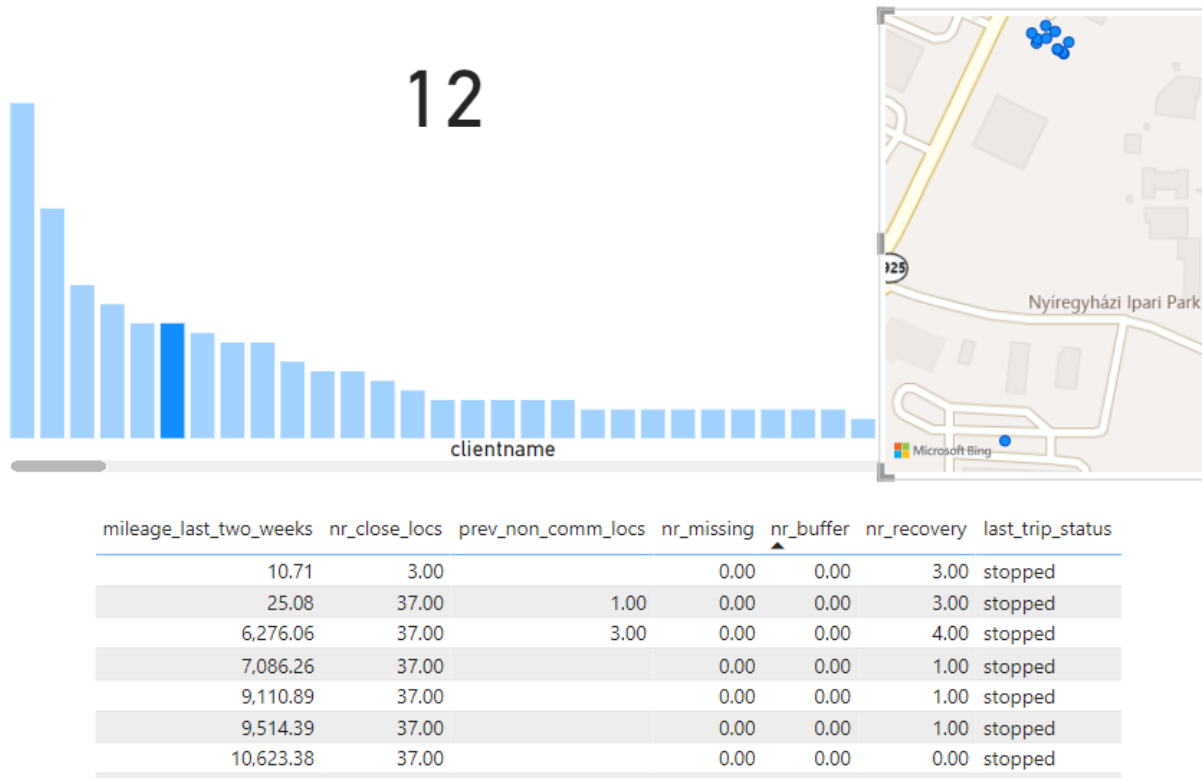 12
clientname
925
Nyíregyházi Ipari Park
Microsoft Bing
mileage_last_two_weeks nr_close_locs prev_non_comm_locs nr_missing nr_buffer nr_recovery last_trip_status
10.71 3.00 0.00 0.00 3.00 stopped
25.08 37.00 1.00 0.00 0.00 3.00 stopped
6,276.06 37.00 3.00 0.00 0.00 4.00 stopped
7,086.26 37.00 0.00 0.00 1.00 stopped
9,110.89 37.00 0.00 0.00 1.00 stopped
9,514.39 37.00 0.00 0.00 1.00 stopped
10,623.38 37.00 0.00 0.00 0.00 stopped